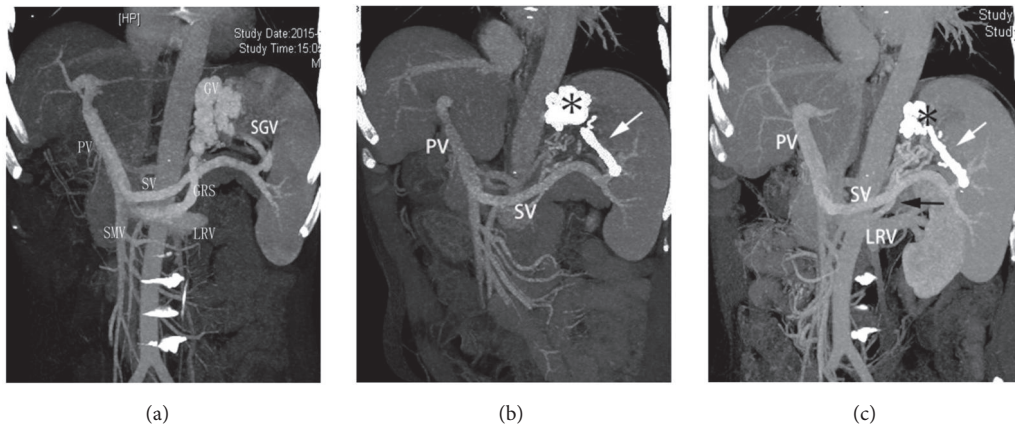 [HP]
Study Date:2015-
Study Time:15:0
M
GV
SGV
PV
SV
GRS
SMV
LRV
(a)
*
PV
SV
(b)
Study
Stud
*
PV
SV
LRV
(c)